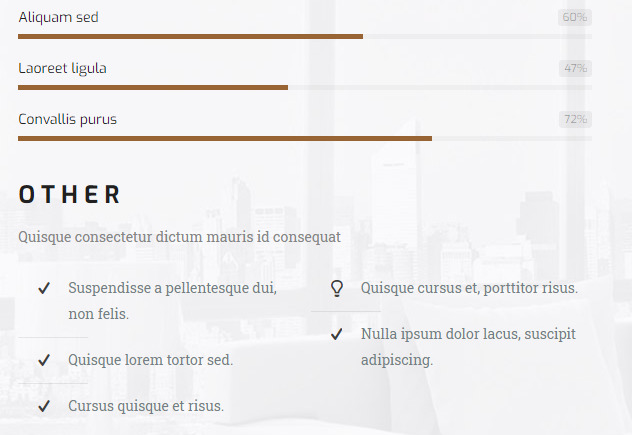 Aliquam sed 60%
Laoreet ligula 47%
Convallis purus 72%
OTHER
Quisque consectetur dictum mauris id consequat
Suspendisse a pellentesque dui,
non felis.
Quisque lorem tortor sed.
Cursus quisque et risus.
Quisque cursus et, porttitor risus.
Nulla ipsum dolor lacus, suscipit
adipiscing.